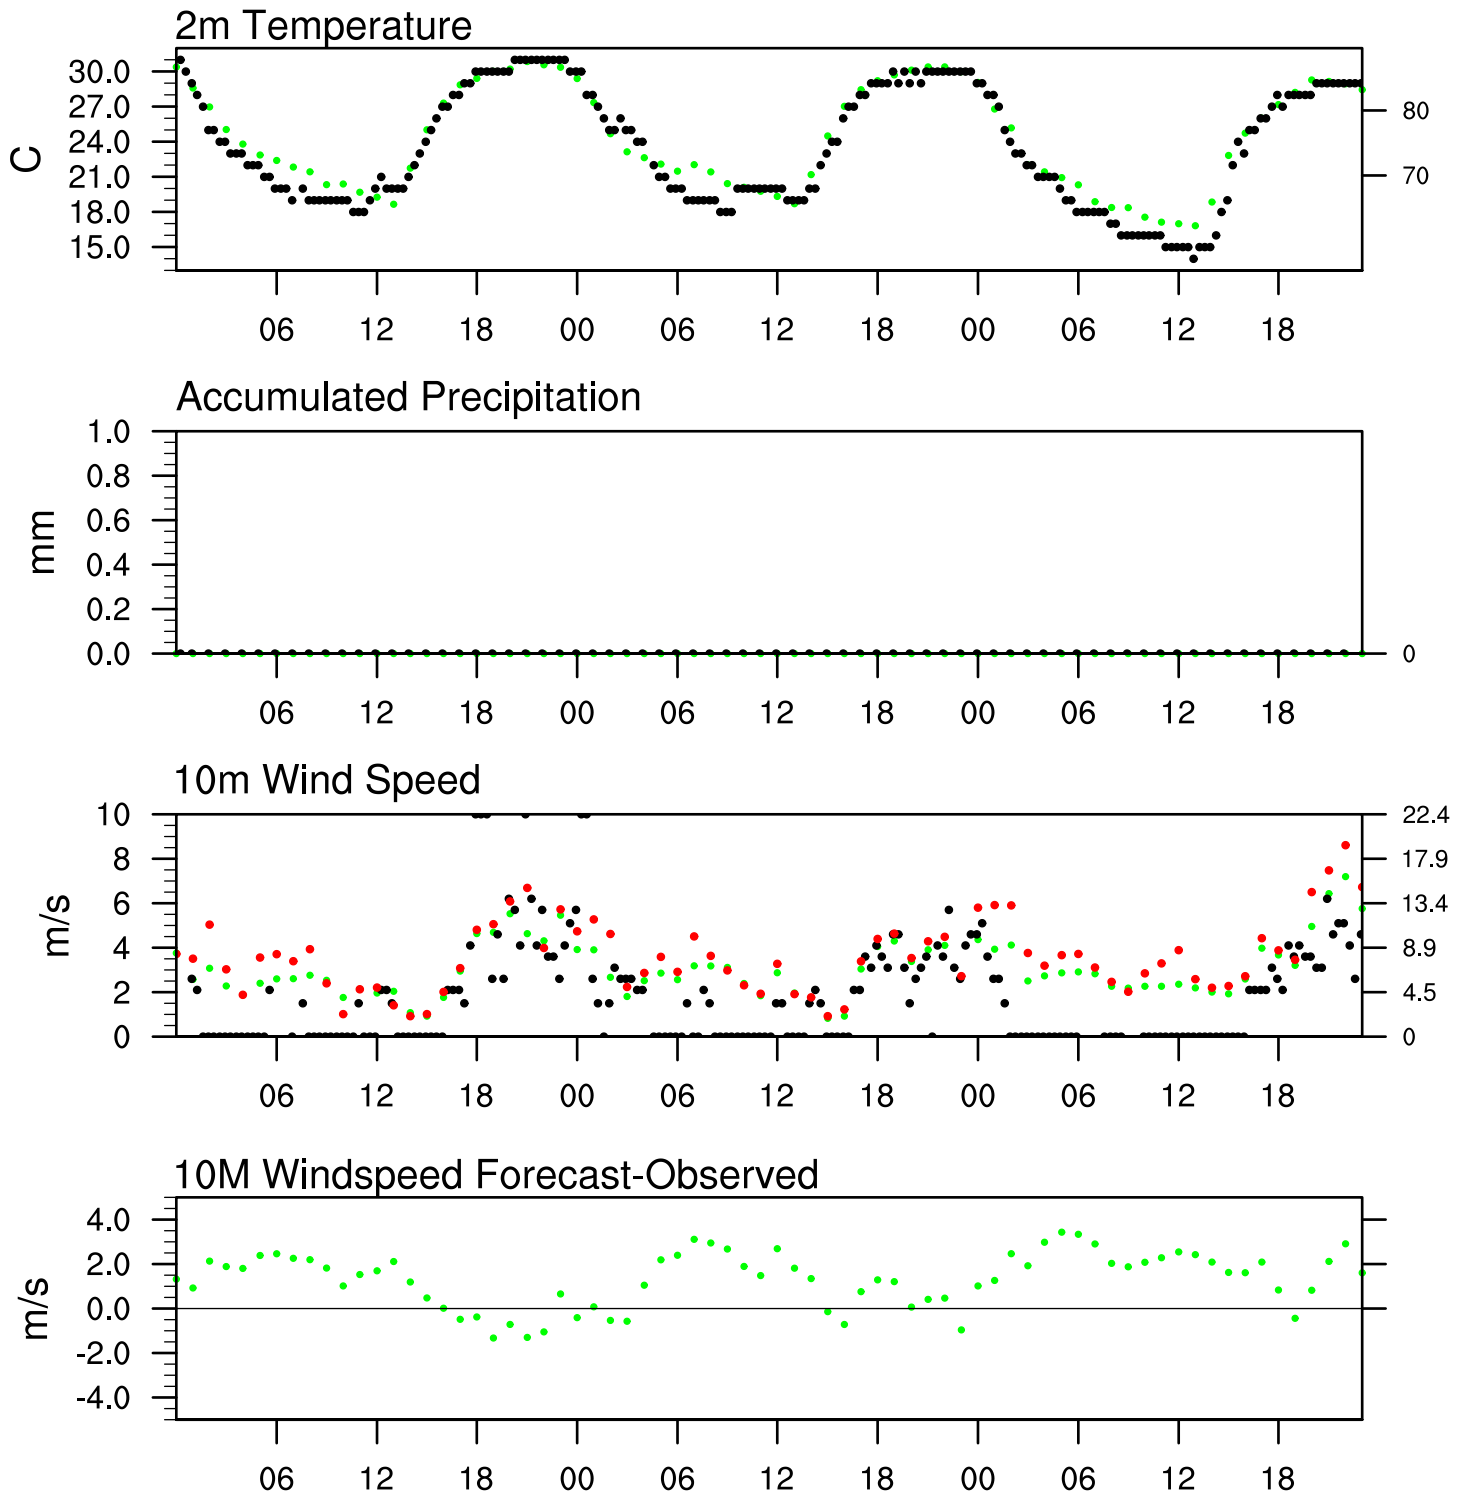 2m Temperature
30.0
27.0
24.0
21.0
18.0
15.0
C
80
70
06 12 18 00 06 12 18 00 06 12 18
Accumulated Precipitation
1.0
0.8
0.6
0.4
0.2
0.0
mm
0
06 12 18 00 06 12 18 00 06 12 18
10m Wind Speed
10
8
6
4
2
0
m/s
22.4
17.9
13.4
8.9
4.5
0
06 12 18 00 06 12 18 00 06 12 18
10M Windspeed Forecast-Observed
4.0
2.0
0.0
-2.0
-4.0
m/s
06 12 18 00 06 12 18 00 06 12 18